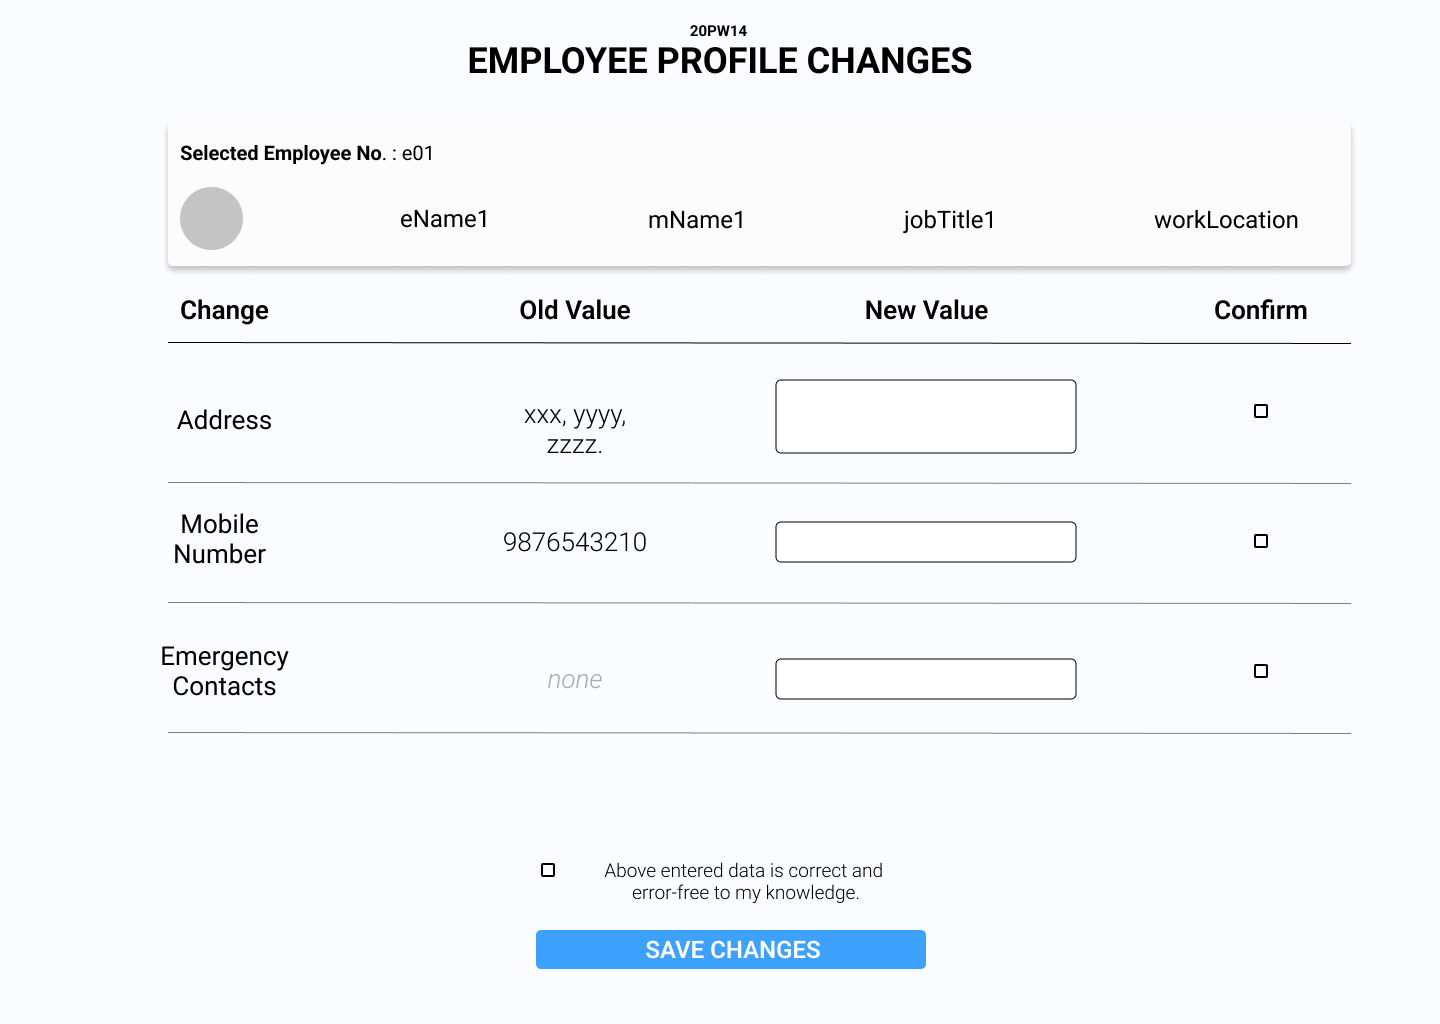 20PW14
EMPLOYEE PROFILE CHANGES
Selected Employee No. : e01
eName1 mName1 jobTitle1 workLocation
Change Old Value New Value Confirm
Address
xxx, yyyy,
zzzz.
Mobile
Number
9876543210
Emergency
Contacts
none
Above entered data is correct and
error-free to my knowledge.
SAVE CHANGES